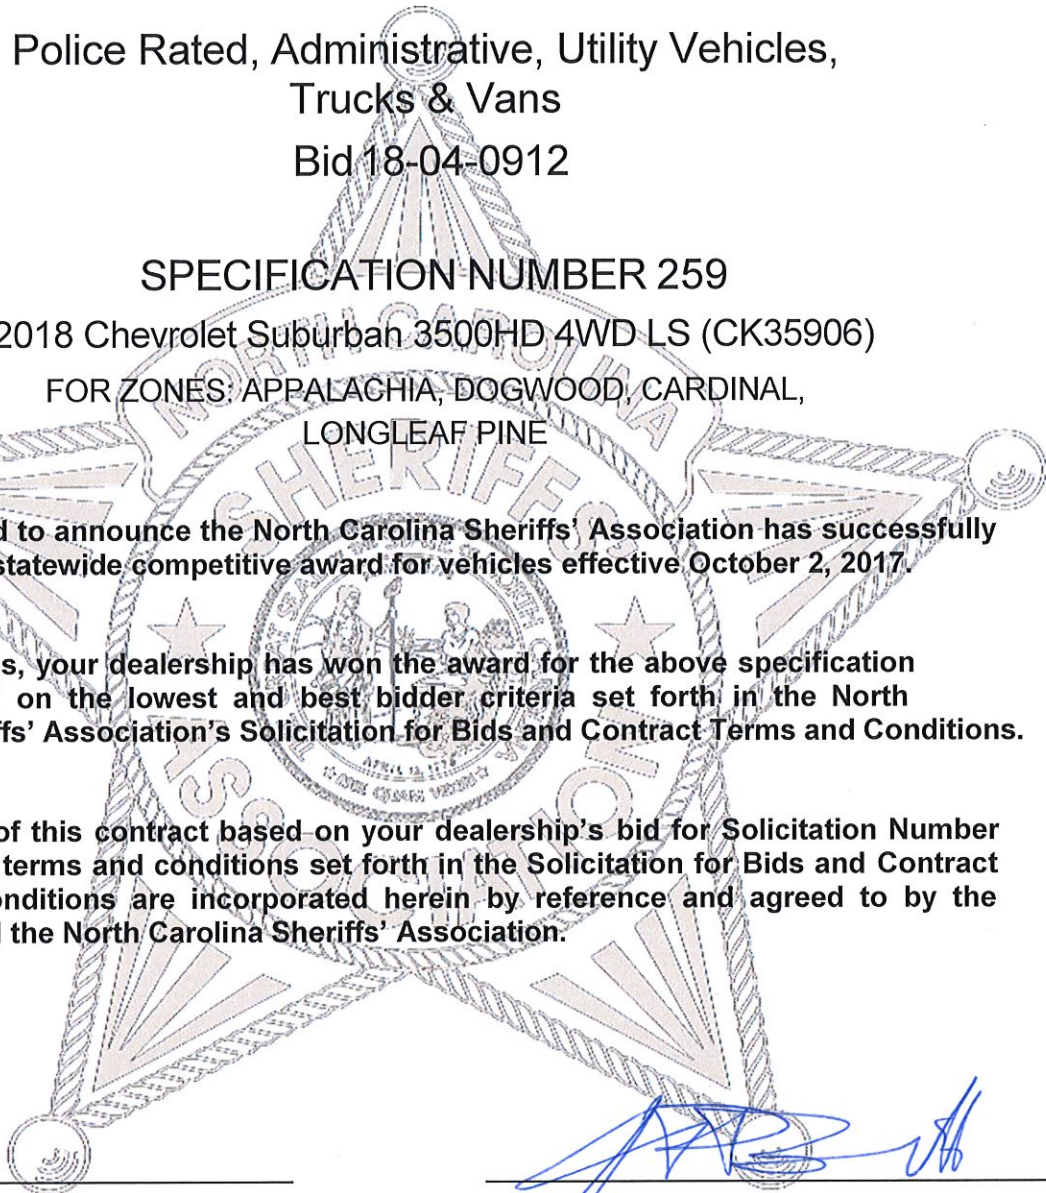 Police Rated, Administrative, Utility Vehicles,
Trucks & Vans
Bid 18-04-0912
SPECIFICATION NUMBER 259
2018 Chevrolet Suburban 3500HD 4WD LS (CK35906)
FOR ZONES: APPALACHIA, DOGWOOD, CARDINAL,
LONGLEAF PINE
NORTH CAROLINA
SHERIFFS'
ASSOCIATION
to announce the North Carolina Sheriffs' Association has successfully
statewide competitive award for vehicles effective October 2, 2017.
your dealership has won the award for the above specification
on the lowest and best bidder criteria set forth in the North
Association's Solicitation for Bids and Contract Terms and Conditions.
of this contract based on your dealership's bid for Solicitation Number
terms and conditions set forth in the Solicitation for Bids and Contract
are incorporated herein by reference and agreed to by the
the North Carolina Sheriffs' Association.